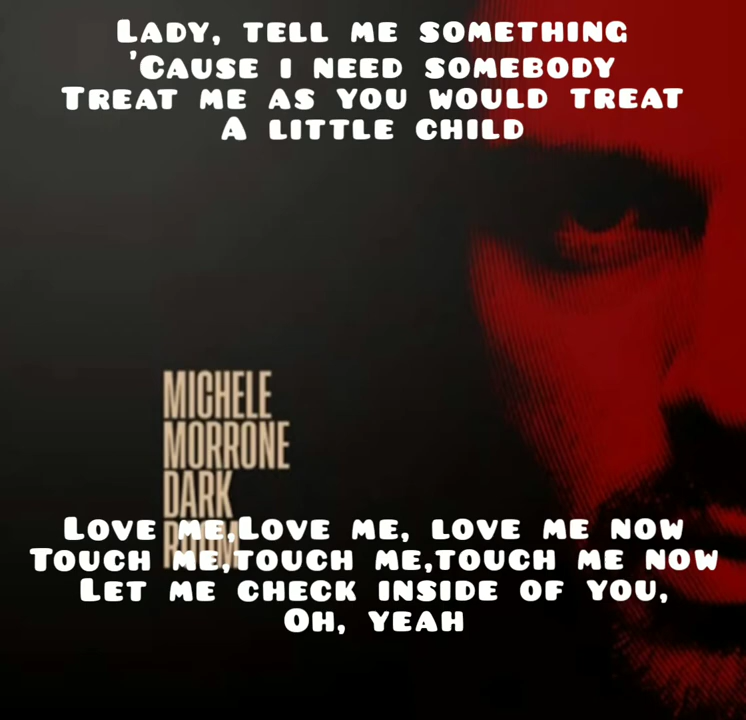 Lady, tell me something
'Cause I need somebody
Treat me as you would treat
A little child
MICHELE
MORRONE
DARK
Love me,Love me, love me now
Touch me,touch me,touch me now
Let me check inside of you,
Oh, yeah